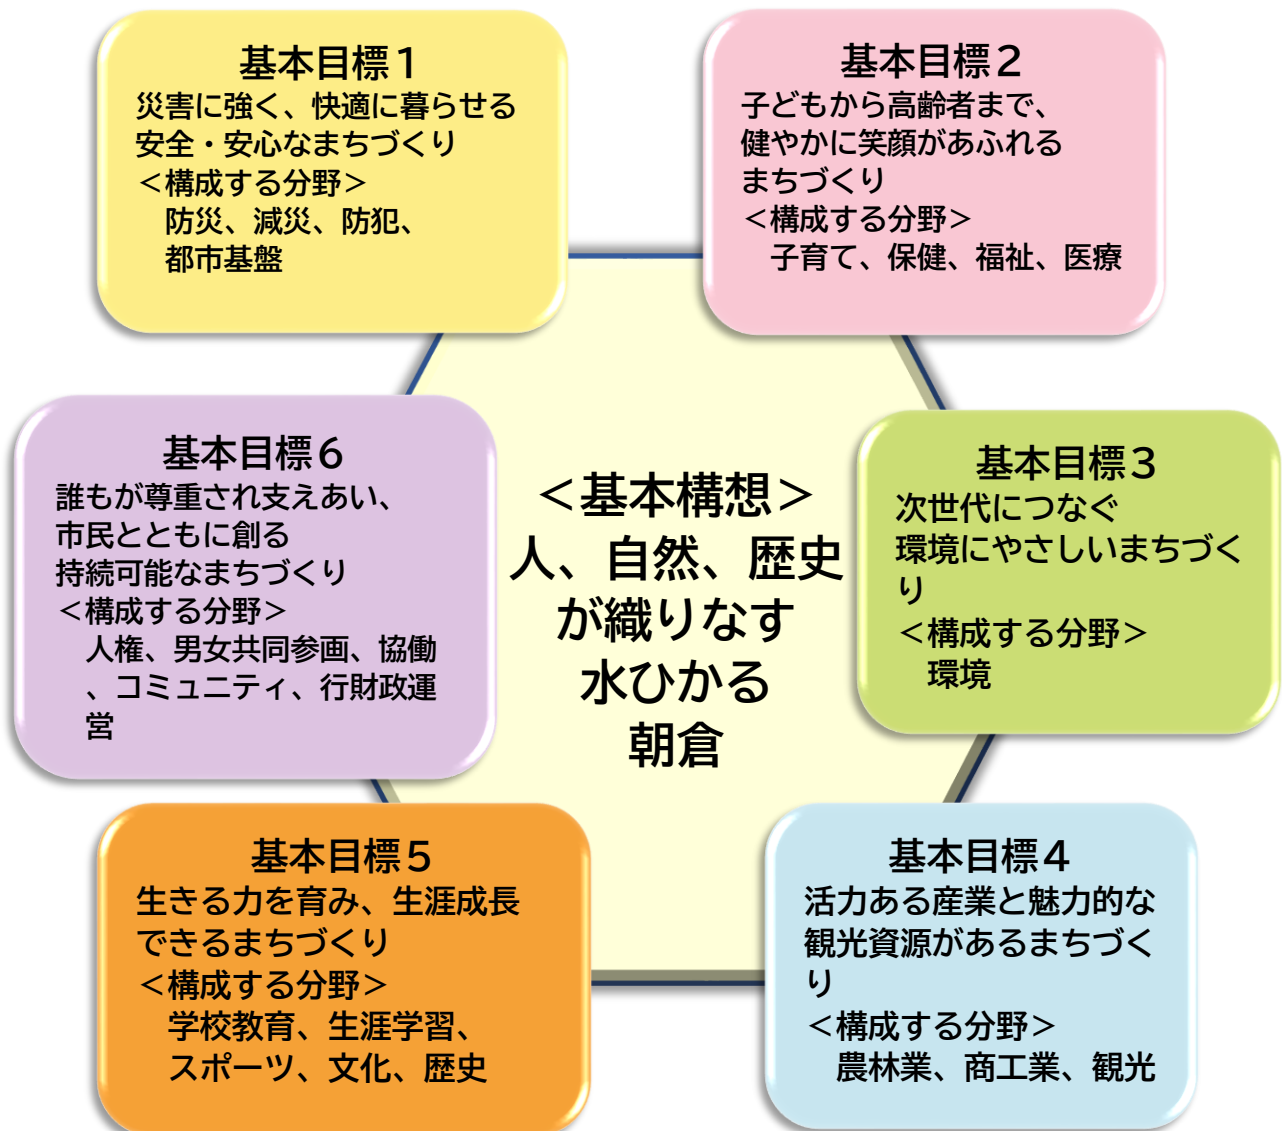 基本目標１
災害に強く、快適に暮らせる
安全・安心なまちづくり
＜構成する分野＞
防災、減災、防犯、
都市基盤
基本目標２
子どもから高齢者まで、
健やかに笑顔があふれる
まちづくり
＜構成する分野＞
子育て、保健、福祉、医療
基本目標６
誰もが尊重され支えあい、
市民とともに創る
持続可能なまちづくり
＜構成する分野＞
人権、男女共同参画、協働
、コミュニティ、行財政運
営
＜基本構想＞
人、自然、歴史
が織りなす
水ひかる
朝倉
基本目標３
次世代につなぐ
環境にやさしいまちづく
り
＜構成する分野＞
環境
基本目標５
生きる力を育み、生涯成長
できるまちづくり
＜構成する分野＞
学校教育、生涯学習、
スポーツ、文化、歴史
基本目標４
活力ある産業と魅力的な
観光資源があるまちづく
り
＜構成する分野＞
農林業、商工業、観光